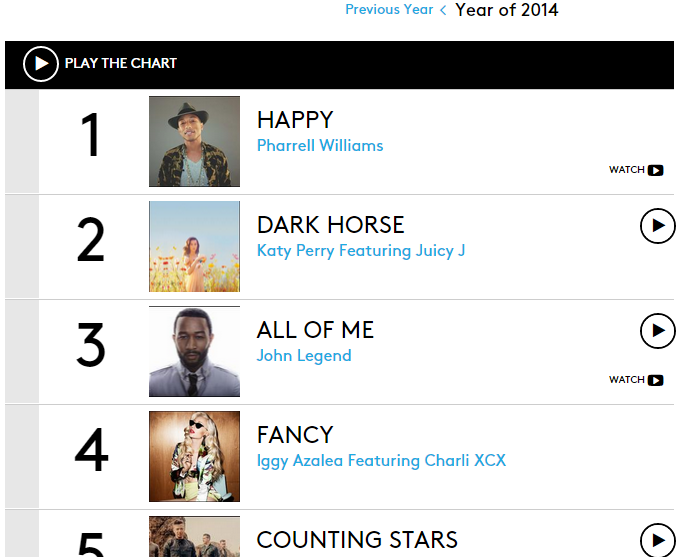 Previous Year < Year of 2014
PLAY THE CHART
1
HAPPY
Pharrell Williams
WATCH
2
DARK HORSE
Katy Perry Featuring Juicy J
3
ALL OF ME
John Legend
WATCH
4
FANCY
Iggy Azalea Featuring Charli XCX
5
COUNTING STARS